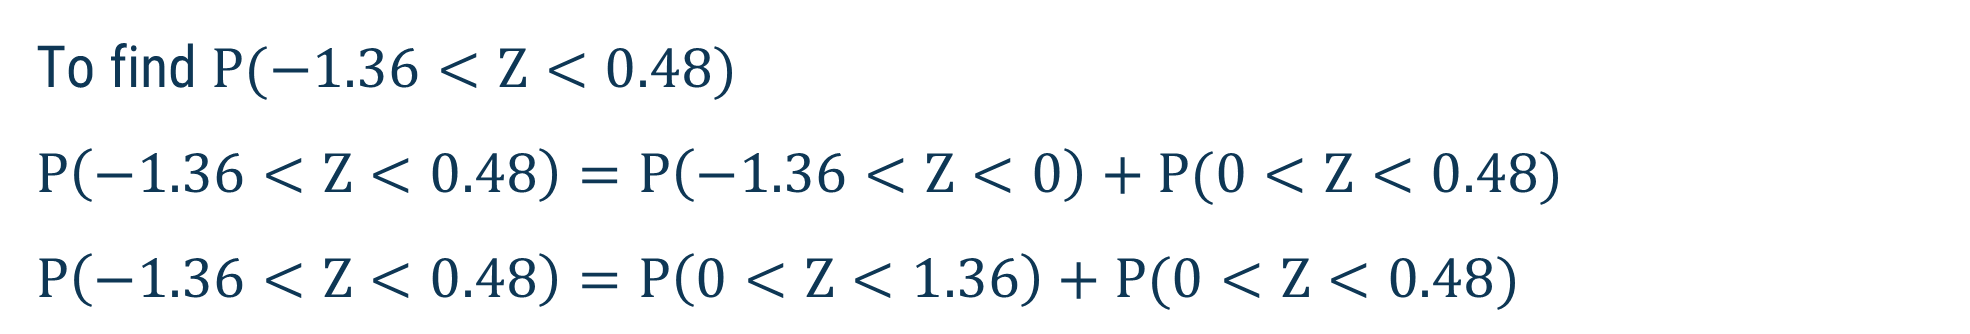 To find P(−1.36 < Z < 0.48)
P(−1.36 < Z < 0.48) = P(−1.36 < Z < 0) + P(0 < Z < 0.48)
P(−1.36 < Z < 0.48) = P(0 < Z < 1.36) + P(0 < Z < 0.48)